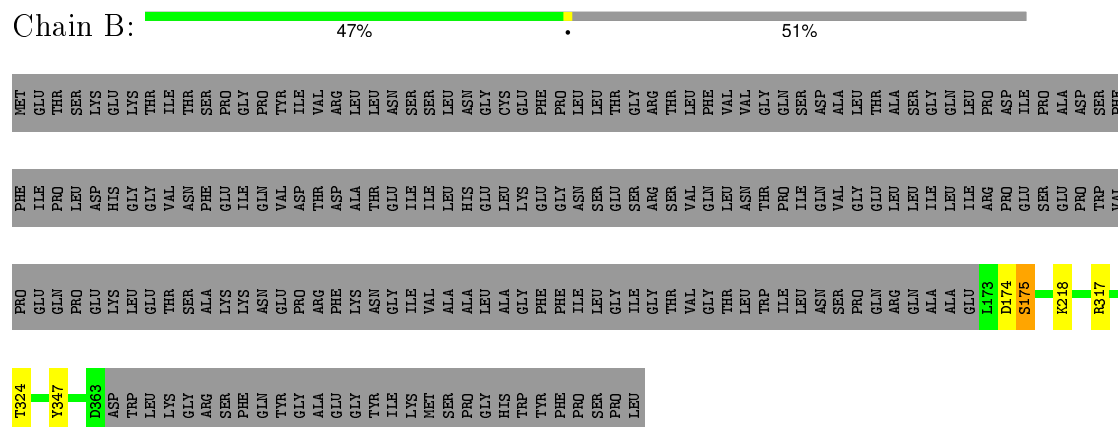 Chain B:
47% • 51%
MET GLU THR SER LYS GLU LYS THR ILE THR SER PRO GLY PRO TYR ILE VAL ARG LEU LEU ASN SER SER LEU ASN GLY CYS GLU PHE PRO LEU LEU THR GLY ARG THR LEU PHE VAL VAL GLY GLN SER ASP ALA LEU THR ALA SER GLY GLN LEU PRO ASP ILE PRO ALA ASP SER PHE
PHE ILE PRO LEU ASP HIS GLY GLY VAL ASN PHE GLU ILE GLN VAL ASP THR ASP ALA THR GLU ILE ILE LEU HIS GLU LEU LYS GLU GLY ASN SER GLU SER ARG SER VAL GLN LEU ASN THR PRO ILE GLN VAL GLY GLU LEU LEU ILE LEU ILE ARG PRO GLU SER GLU PRO TRP VAL
PRO GLU GLN PRO GLU LYS LEU GLU THR SER ALA LYS LYS ASN GLU PRO ARG PHE LYS ASN GLY ILE VAL ALA ALA LEU ALA GLY PHE PHE ILE LEU GLY ILE GLY THR VAL GLY THR LEU TRP ILE LEU ASN SER PRO GLN ARG GLN ALA ALA GLU L173 D174 S175 K218 R317
T324 Y347 D363 ASP TRP LEU LYS GLY ARG SER PHE GLN TYR GLY ALA GLU GLY TYR ILE LYS MET SER PRO GLY HIS TRP TYR PHE PRO SER PRO LEU